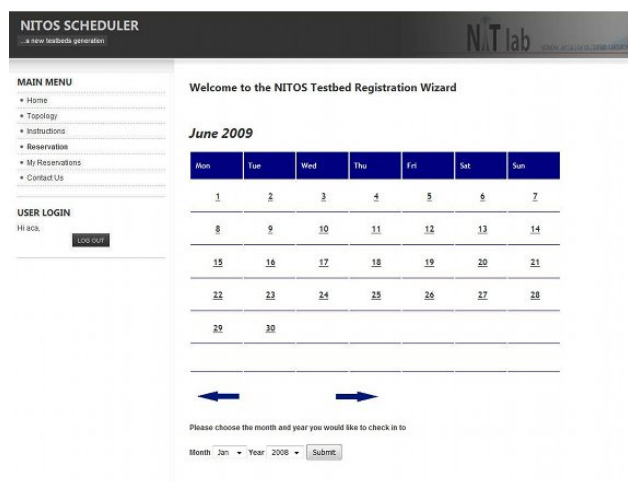 NITOS SCHEDULER
...a new testbeds generation
NIT lab
MAIN MENU
Home
Topology
Instructions
Reservation
My Reservations
Contact Us
USER LOGIN
Hi aca,
LOG OUT
Welcome to the NITOS Testbed Registration Wizard
June 2009
Mon Tue Wed Thu Fri Sat Sun
1 2 3 4 5 6 7
8 9 10 11 12 13 14
15 16 17 18 19 20 21
22 23 24 25 26 27 28
29 30
Please choose the month and year you would like to check in to
Month Jan Year 2008 Submit